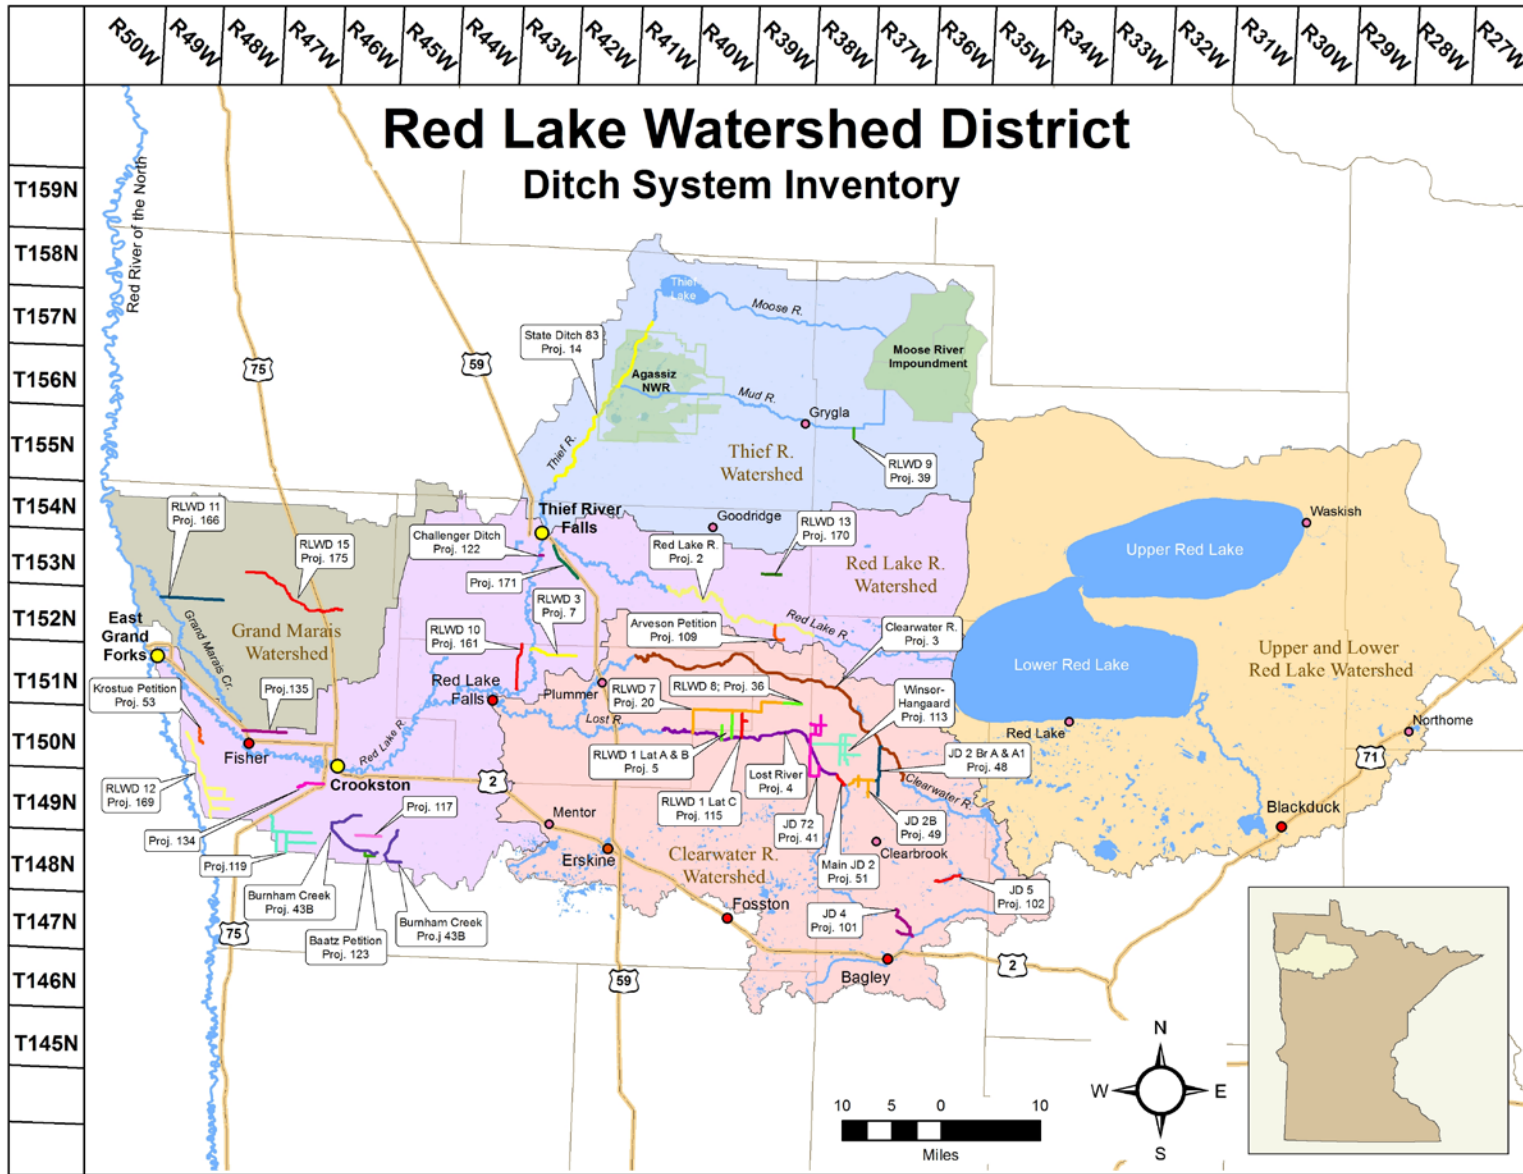 R50W
R49W
R48W
R47W
R46W
R45W
R44W
R43W
R42W
R41W
R40W
R39W
R38W
R37W
R36W
R35W
R34W
R33W
R32W
R31W
R30W
R29W
R28W
R27W
Red Lake Watershed District
Ditch System Inventory
T159N
T158N
T157N
T156N
T155N
T154N
T153N
T152N
T151N
T150N
T149N
T148N
T147N
T146N
T145N
Red River of the North
Thief
Lake
Moose R.
State Ditch 83
Proj. 14
75
59
Agassiz
NWR
Moose River
Impoundment
Mud R.
Grygla
Thief R.
Thief R.
Watershed
RLWD 9
Proj. 39
RLWD 11
Proj. 166
Thief River
Falls
Goodridge
Waskish
Challenger Ditch
Proj. 122
RLWD 13
Proj. 170
Red Lake R.
Proj. 2
Upper Red Lake
RLWD 15
Proj. 175
Proj. 171
Red Lake R.
Watershed
RLWD 3
Proj. 7
East
Grand
Forks
Grand Marais Cr.
Grand Marais
Watershed
RLWD 10
Proj. 161
Arveson Petition
Proj. 109
Red Lake R.
Clearwater R.
Proj. 3
Lower Red Lake
Upper and Lower
Red Lake Watershed
Krostue Petition
Proj. 53
Proj.135
Red Lake
Falls
Plummer
RLWD 7
Proj. 20
RLWD 8; Proj. 36
Winsor-
Hangaard
Proj. 113
Lost R.
Red Lake
Northome
Fisher
Red Lake R.
RLWD 1 Lat A & B
Proj. 5
Lost River
Proj. 4
JD 2 Br A & A1
Proj. 48
71
RLWD 12
Proj. 169
Crookston
2
Clearwater R.
Proj. 117
Mentor
RLWD 1 Lat C
Proj. 115
JD 72
Proj. 41
JD 2B
Proj. 49
Blackduck
Proj. 134
Proj.119
Erskine
Clearwater R.
Watershed
Main JD 2
Proj. 51
Clearbrook
Burnham Creek
Proj. 43B
Burnham Creek
Pro.j 43B
Baatz Petition
Proj. 123
Fosston
JD 4
Proj. 101
JD 5
Proj. 102
75
59
Bagley
2
N
W
E
S
10
5
0
10
Miles